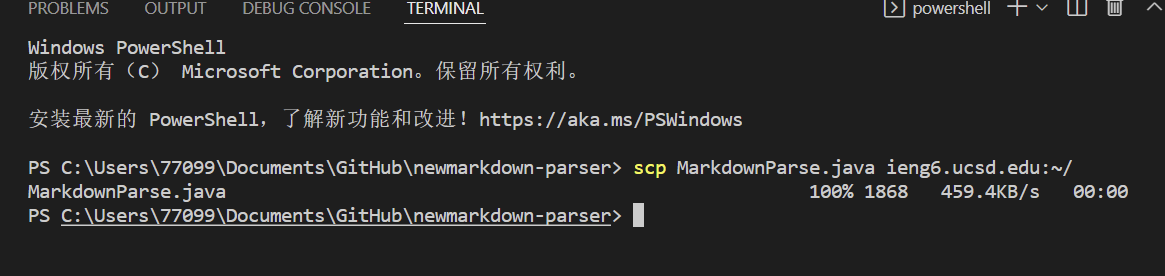 PROBLEMS OUTPUT DEBUG CONSOLE TERMINAL powershell
Windows PowerShell
版权所有（C） Microsoft Corporation。保留所有权利。
安装最新的 PowerShell，了解新功能和改进！https://aka.ms/PSWindows
PS C:\Users\77099\Documents\GitHub\newmarkdown-parser> scp MarkdownParse.java ieng6.ucsd.edu:~/
MarkdownParse.java 100% 1868 459.4KB/s 00:00
PS C:\Users\77099\Documents\GitHub\newmarkdown-parser>